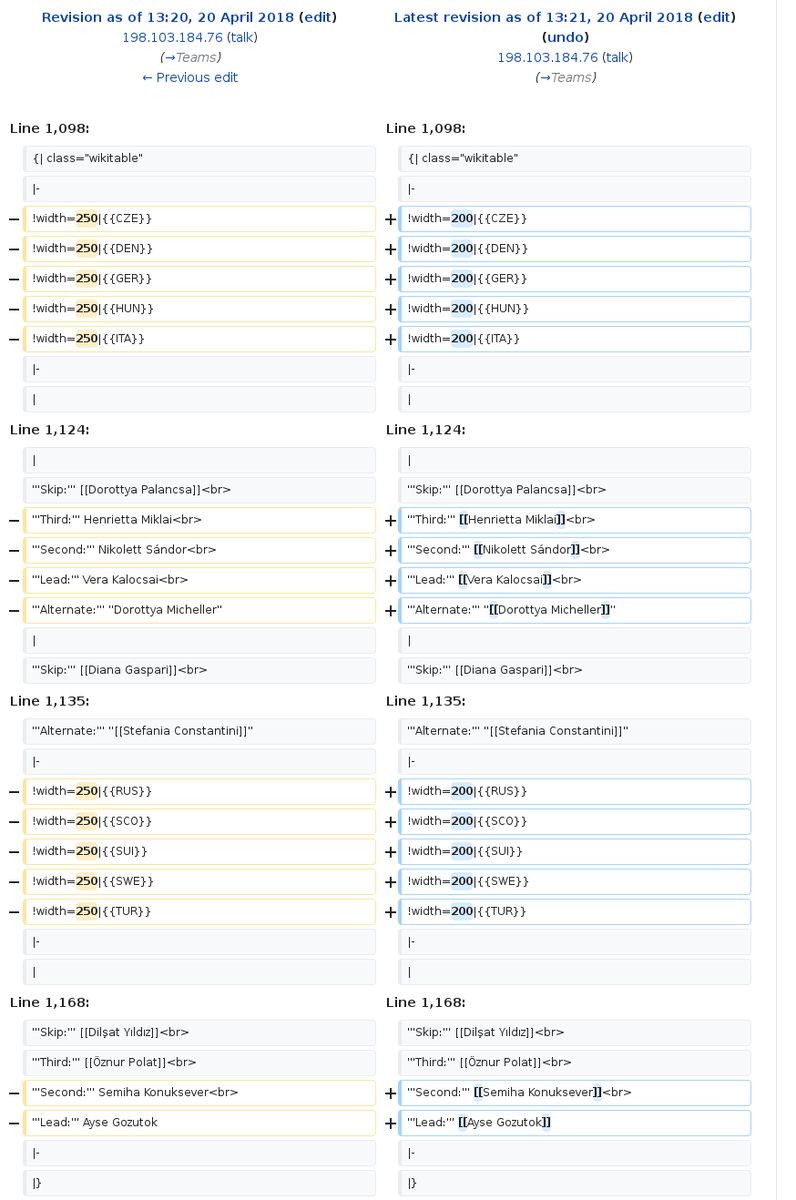 Revision as of 13:20, 20 April 2018 (edit)
198.103.184.76 (talk)
(→Teams)
← Previous edit
Line 1,098:
{| class="wikitable"
|-
− !width=250|{{CZE}}
− !width=250|{{DEN}}
− !width=250|{{GER}}
− !width=250|{{HUN}}
− !width=250|{{ITA}}
|-
|
Line 1,124:
|
'''Skip:''' [[Dorottya Palancsa]]<br>
− '''Third:''' Henrietta Miklai<br>
− '''Second:''' Nikolett Sándor<br>
− '''Lead:''' Vera Kalocsai<br>
− '''Alternate:''' ''Dorottya Micheller''
|
'''Skip:''' [[Diana Gaspari]]<br>
Line 1,135:
'''Alternate:''' ''[[Stefania Constantini]]''
|-
− !width=250|{{RUS}}
− !width=250|{{SCO}}
− !width=250|{{SUI}}
− !width=250|{{SWE}}
− !width=250|{{TUR}}
|-
|
Line 1,168:
'''Skip:''' [[Dilşat Yıldız]]<br>
'''Third:''' [[Öznur Polat]]<br>
− '''Second:''' Semiha Konuksever<br>
− '''Lead:''' Ayse Gozutok
|-
|}
Latest revision as of 13:21, 20 April 2018 (edit)
(undo)
198.103.184.76 (talk)
(→Teams)
Line 1,098:
{| class="wikitable"
|-
+ !width=200|{{CZE}}
+ !width=200|{{DEN}}
+ !width=200|{{GER}}
+ !width=200|{{HUN}}
+ !width=200|{{ITA}}
|-
|
Line 1,124:
|
'''Skip:''' [[Dorottya Palancsa]]<br>
+ '''Third:''' [[Henrietta Miklai]]<br>
+ '''Second:''' [[Nikolett Sándor]]<br>
+ '''Lead:''' [[Vera Kalocsai]]<br>
+ '''Alternate:''' ''[[Dorottya Micheller]]''
|
'''Skip:''' [[Diana Gaspari]]<br>
Line 1,135:
'''Alternate:''' ''[[Stefania Constantini]]''
|-
+ !width=200|{{RUS}}
+ !width=200|{{SCO}}
+ !width=200|{{SUI}}
+ !width=200|{{SWE}}
+ !width=200|{{TUR}}
|-
|
Line 1,168:
'''Skip:''' [[Dilşat Yıldız]]<br>
'''Third:''' [[Öznur Polat]]<br>
+ '''Second:''' [[Semiha Konuksever]]<br>
+ '''Lead:''' [[Ayse Gozutok]]
|-
|}